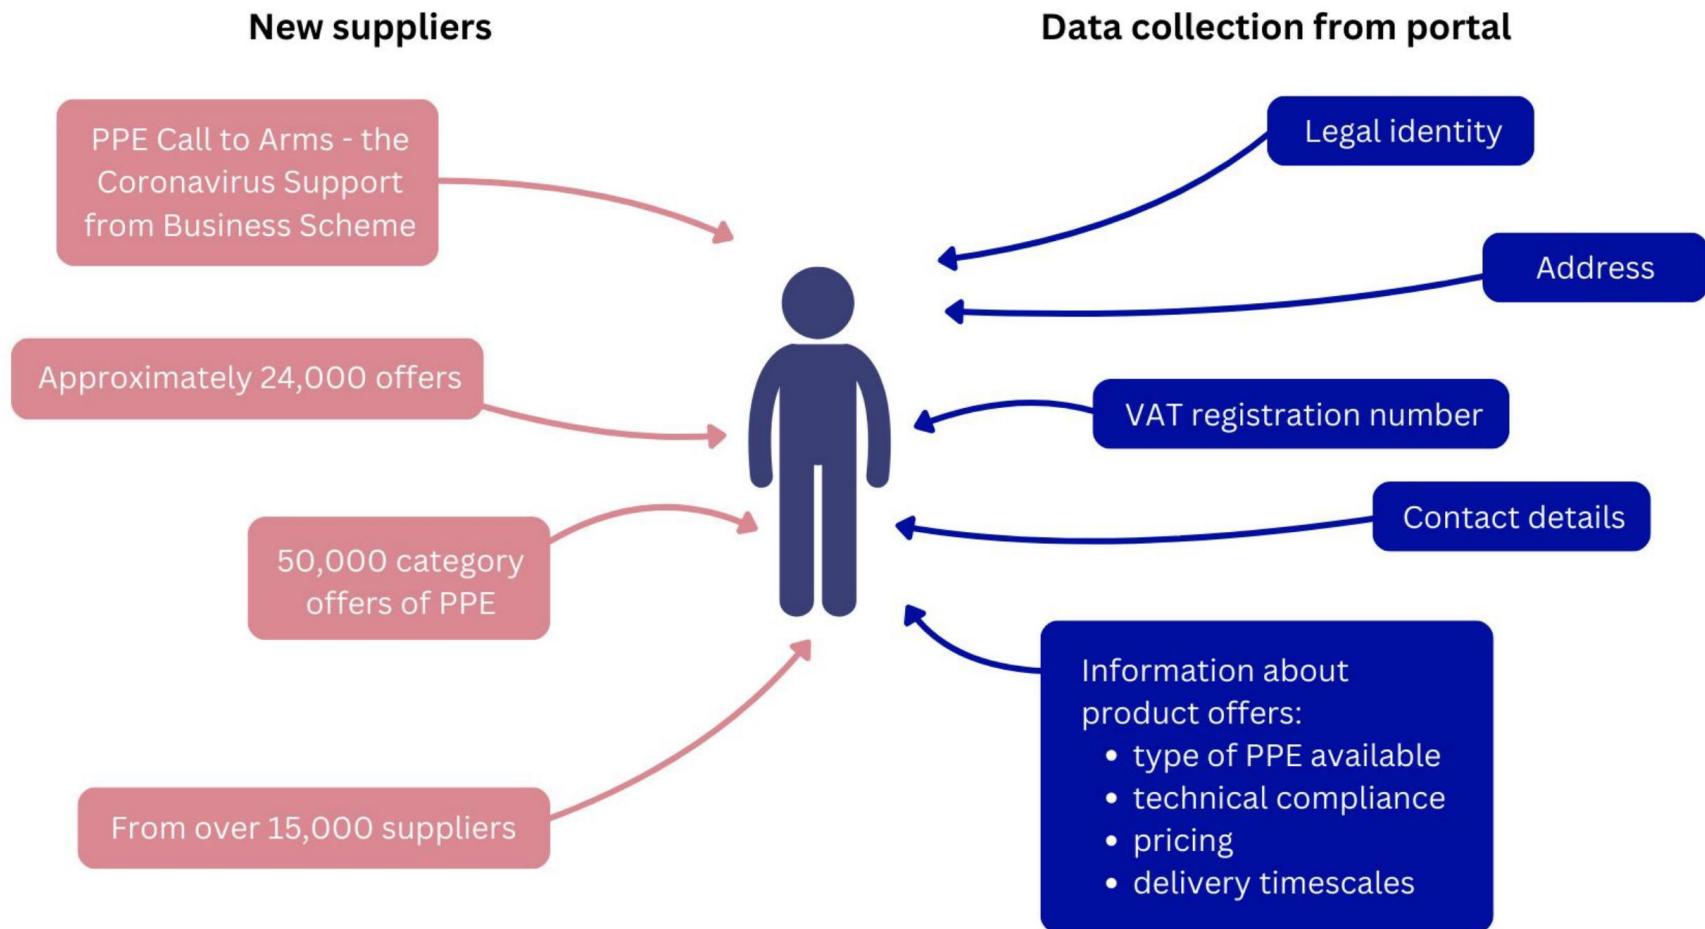 New suppliers
PPE Call to Arms - the
Coronavirus Support
from Business Scheme
Approximately 24,000 offers
50,000 category
offers of PPE
From over 15,000 suppliers
Data collection from portal
Legal identity
Address
VAT registration number
Contact details
Information about
product offers:
• type of PPE available
• technical compliance
• pricing
• delivery timescales